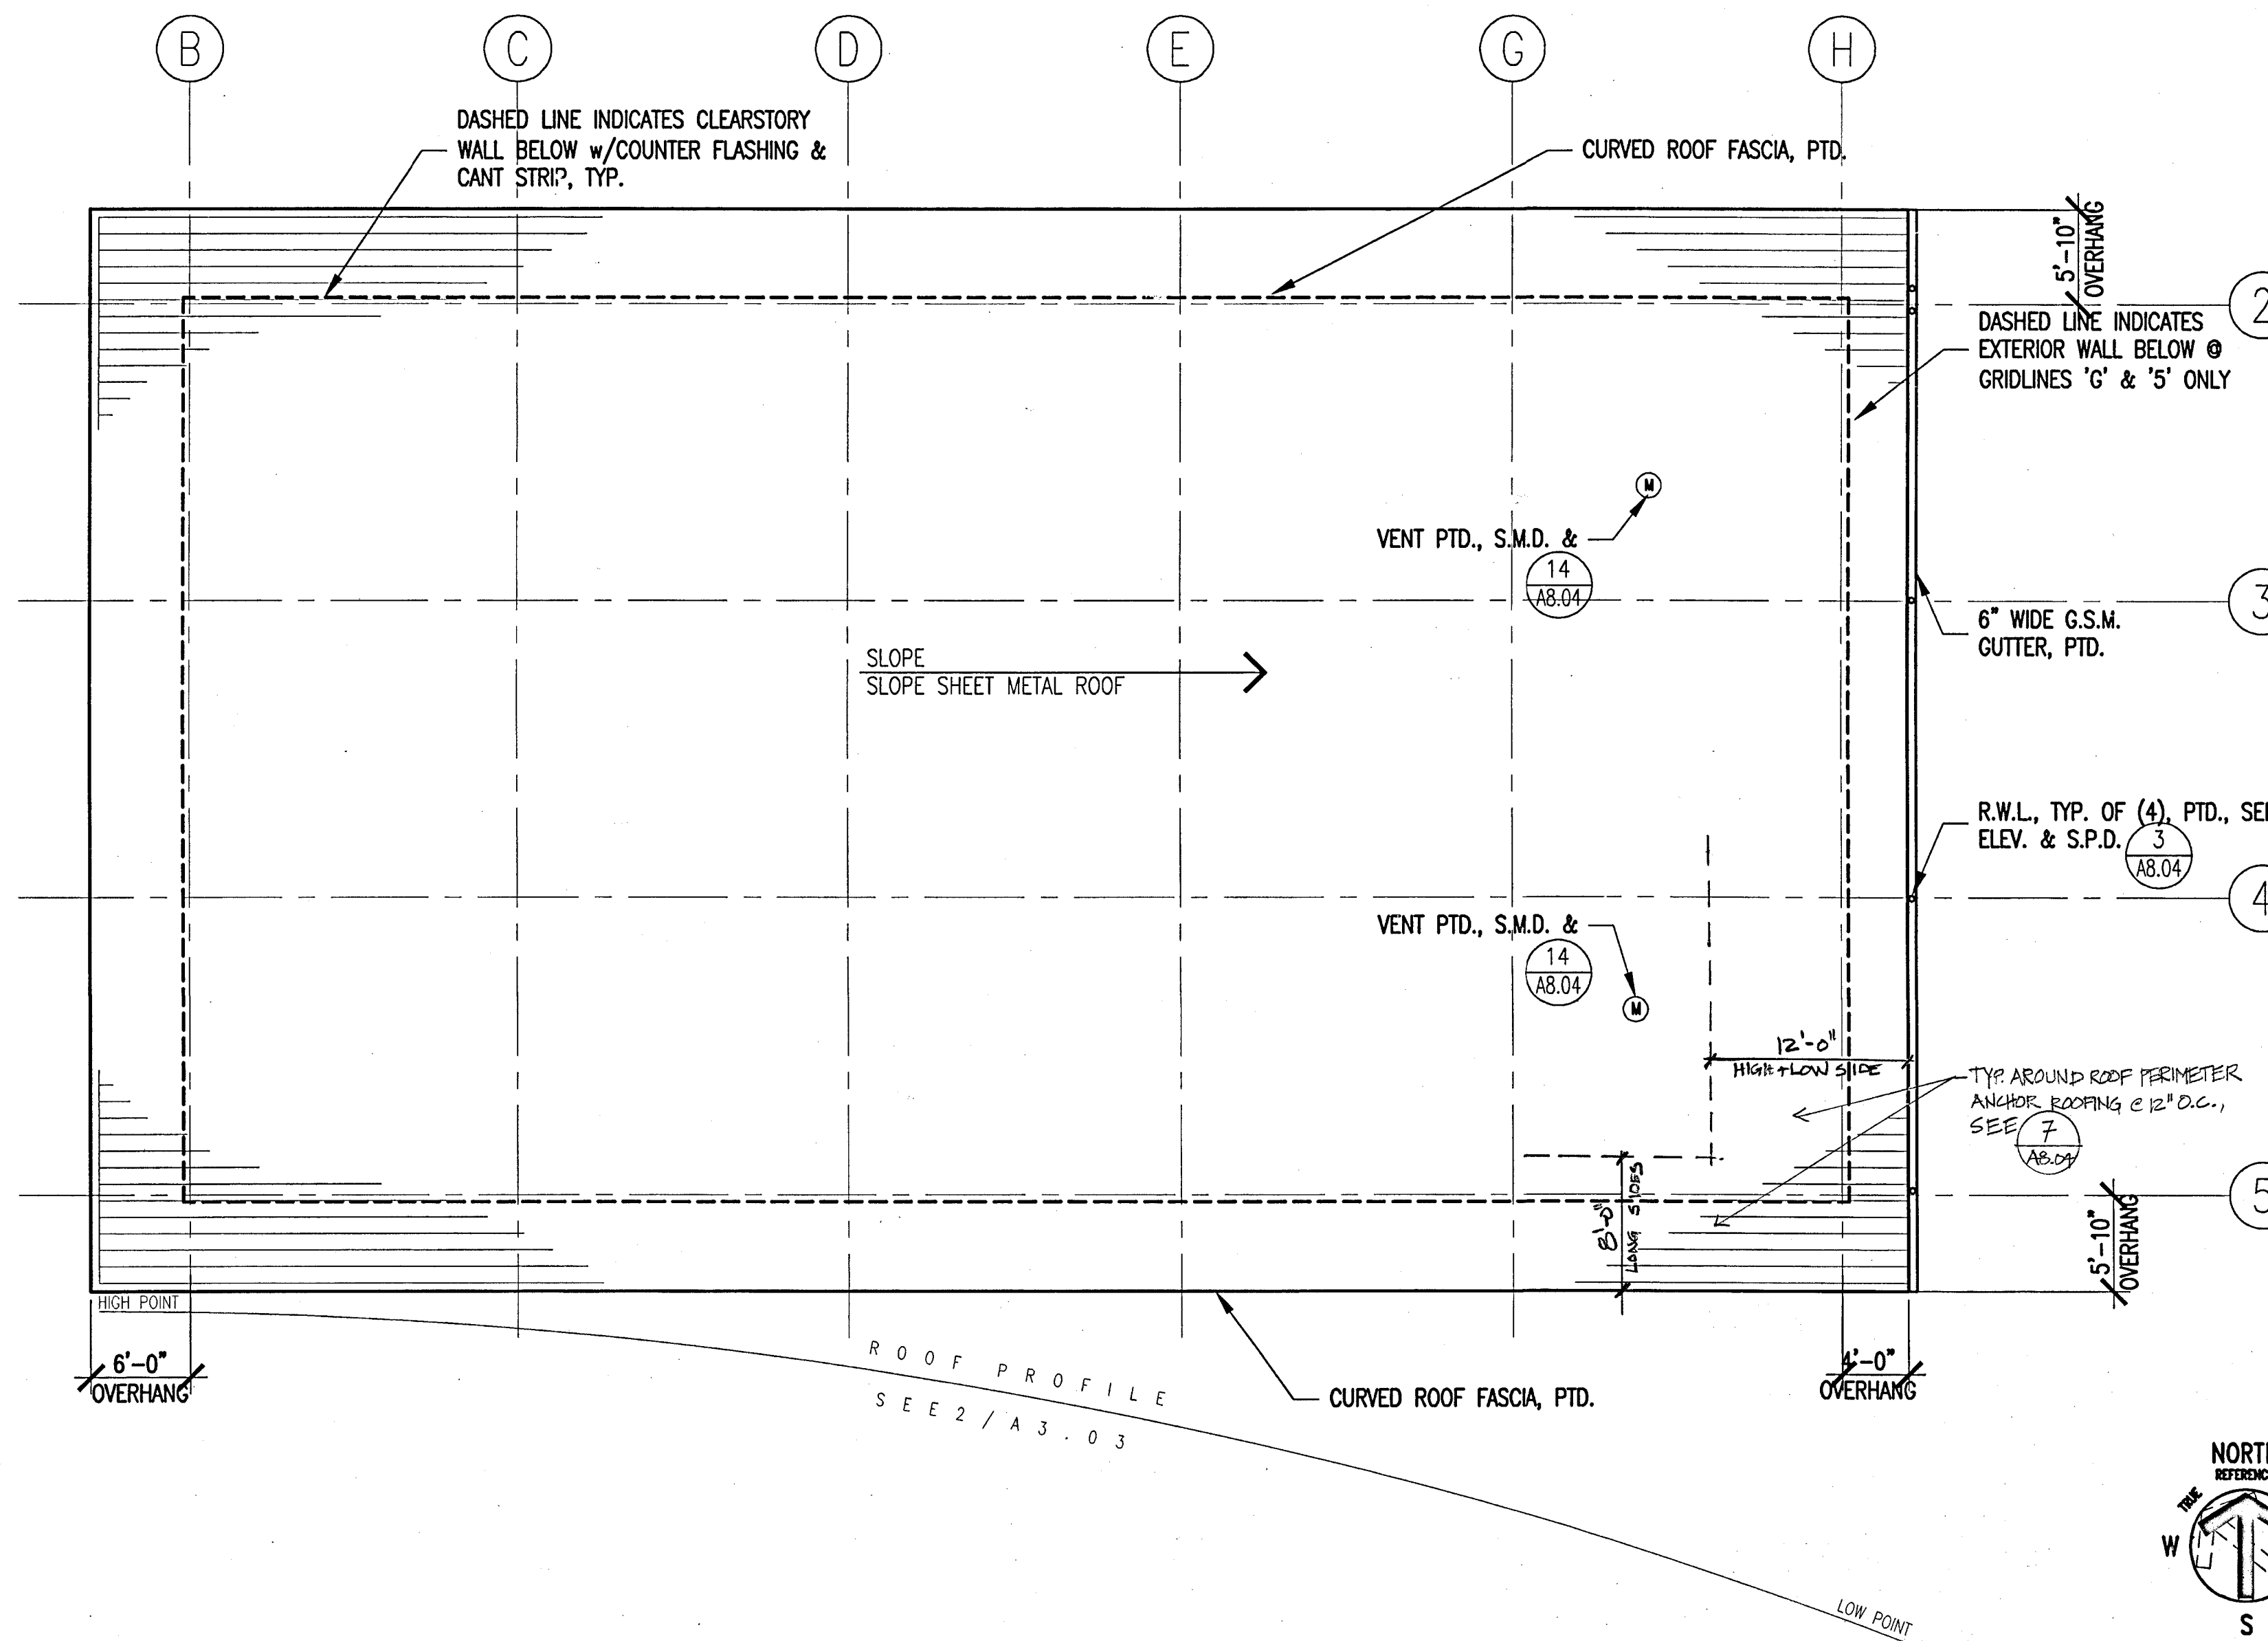 B
C
D
E
G
H
DASHED LINE INDICATES CLEARSTORY
WALL BELOW w/COUNTER FLASHING &
CANT STRIP, TYP.
CURVED ROOF FASCIA, PTD.
5'-10"
OVERHANG
2
DASHED LINE INDICATES
EXTERIOR WALL BELOW @
GRIDLINES 'G' & '5' ONLY
VENT PTD., S.M.D. &
14
A8.04
3
6" WIDE G.S.M.
GUTTER, PTD.
SLOPE
SLOPE SHEET METAL ROOF
R.W.L., TYP. OF (4), PTD., SEE
ELEV. & S.P.D.
3
A8.04
4
VENT PTD., S.M.D. &
14
A8.04
M
M
12'-0"
HIGH + LOW SIDE
TYP. AROUND ROOF PERIMETER
ANCHOR ROOFING @ 12" O.C.,
SEE
7
A8.04
8'-0"
LONG SIDES
5
5'-10"
OVERHANG
HIGH POINT
6'-0"
OVERHANG
ROOF PROFILE
SEE 2/A3.03
CURVED ROOF FASCIA, PTD.
4'-0"
OVERHANG
LOW POINT
NORTH
REFERENC
TRUE
W
S